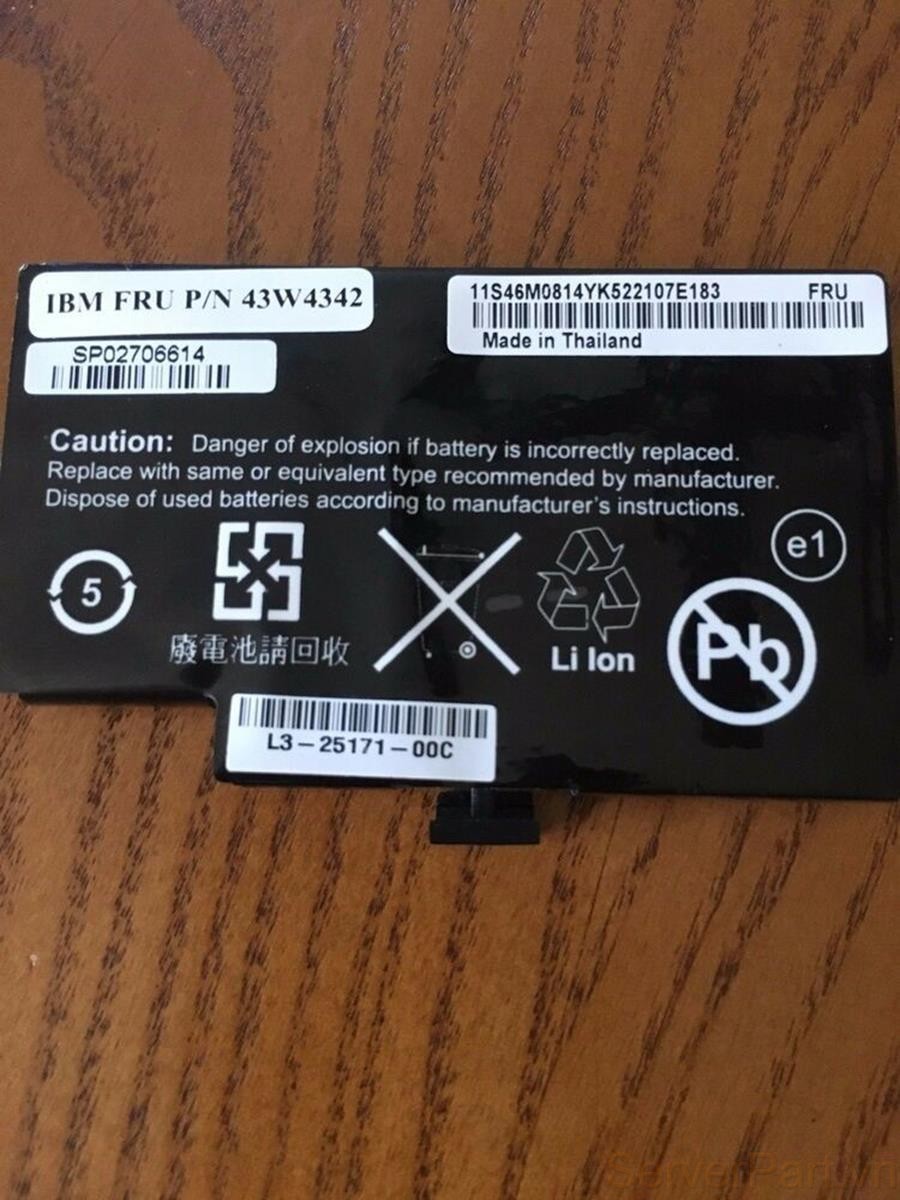 IBM FRU P/N 43W4342
11S46M0814YK522107E183 FRU
Made in Thailand
SP02706614
Caution: Danger of explosion if battery is incorrectly replaced.
Replace with same or equivalent type recommended by manufacturer.
Dispose of used batteries according to manufacturer's instructions.
e1
5
廢電池請回收
Li Ion
Pb
L3-25171-00C